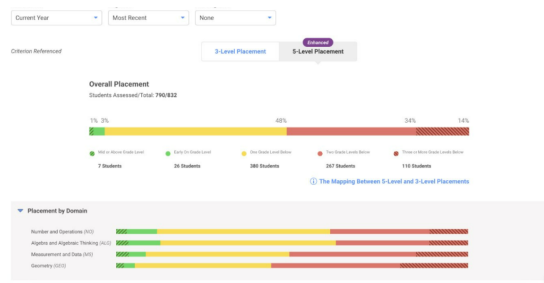 Current Year
Most Recent
None
Criterion Referenced
Enhanced
3-Level Placement
5-Level Placement
Overall Placement
Students Assessed/Total: 790/832
1% 3% 48% 34% 14%
Mid or Above Grade Level
Early On Grade Level
One Grade Level Below
Two Grade Levels Below
Three or More Grade Levels Below
7 Students
26 Students
380 Students
267 Students
110 Students
The Mapping Between 5-Level and 3-Level Placements
Placement by Domain
Number and Operations (NO)
Algebra and Algebraic Thinking (ALG)
Measurement and Data (MS)
Geometry (GEO)